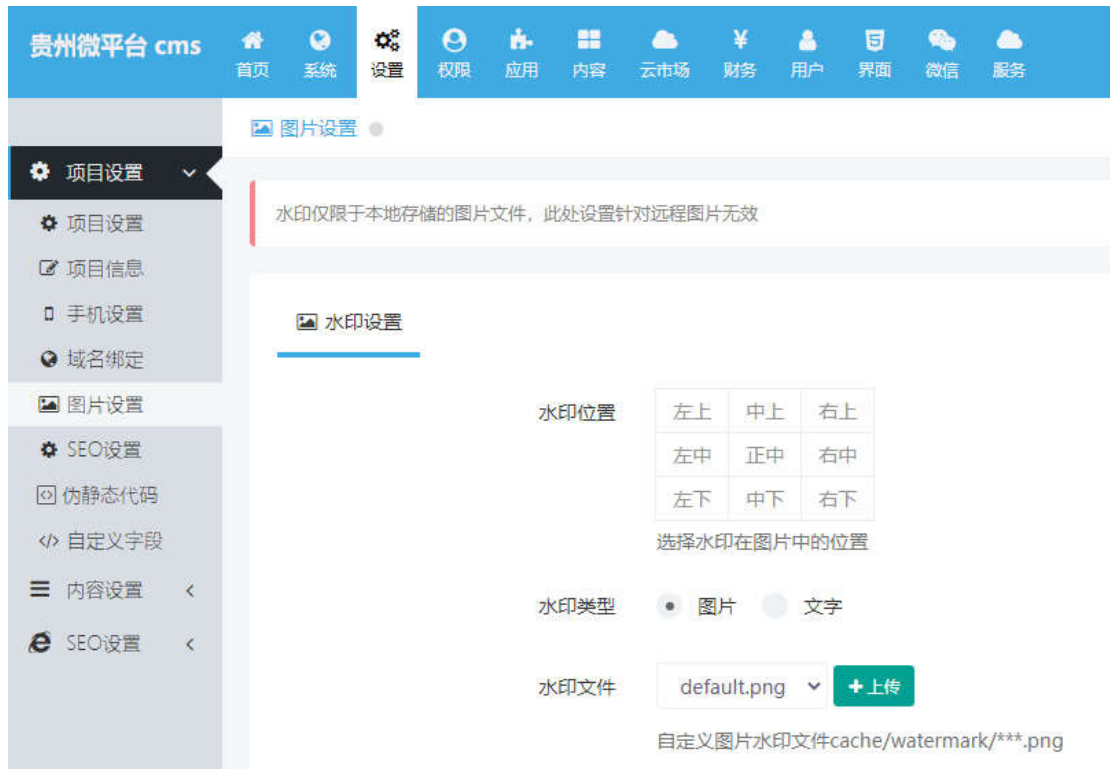 贵州微平台 cms
首页 系统 设置 权限 应用 内容 云市场 财务 用户 界面 微信 服务
图片设置
项目设置
项目设置
项目信息
手机设置
域名绑定
图片设置
SEO设置
伪静态代码
自定义字段
内容设置
SEO设置
水印仅限于本地存储的图片文件，此处设置针对远程图片无效
水印设置
水印位置
左上 中上 右上
左中 正中 右中
左下 中下 右下
选择水印在图片中的位置
水印类型 图片 文字
水印文件 default.png 上传
自定义图片水印文件cache/watermark/***.png